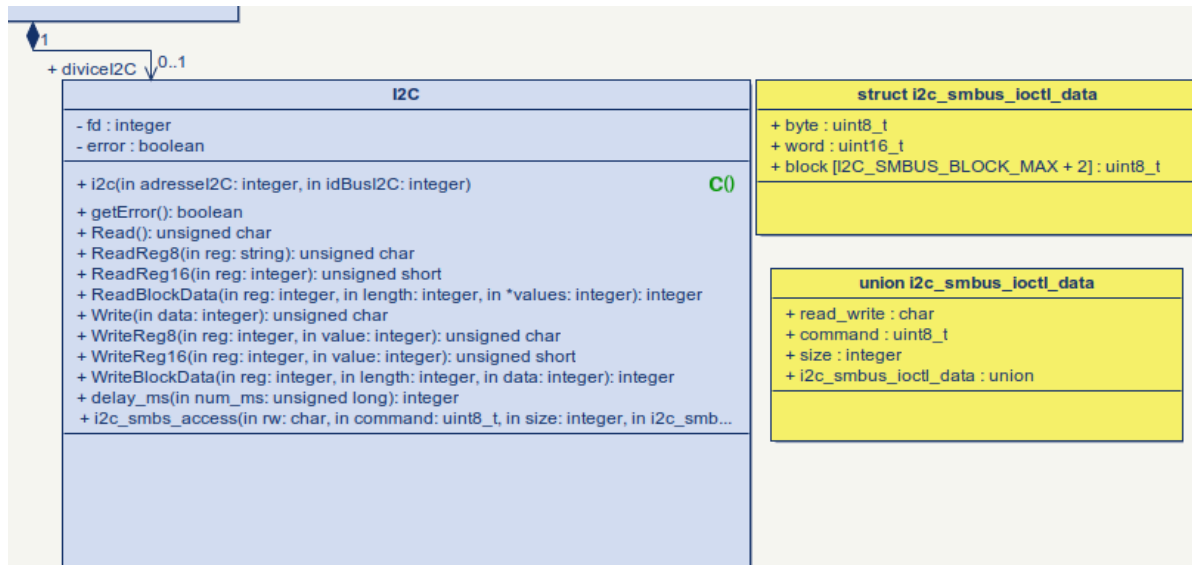 1
0..1
+ diviceI2C
I2C
- fd : integer
- error : boolean
+ i2c(in adresseI2C: integer, in idBusI2C: integer)
C()
+ getError(): boolean
+ Read(): unsigned char
+ ReadReg8(in reg: string): unsigned char
+ ReadReg16(in reg: integer): unsigned short
+ ReadBlockData(in reg: integer, in length: integer, in *values: integer): integer
+ Write(in data: integer): unsigned char
+ WriteReg8(in reg: integer, in value: integer): unsigned char
+ WriteReg16(in reg: integer, in value: integer): unsigned short
+ WriteBlockData(in reg: integer, in length: integer, in data: integer): integer
+ delay_ms(in num_ms: unsigned long): integer
+ i2c_smbs_access(in rw: char, in command: uint8_t, in size: integer, in i2c_smb...
struct i2c_smbus_ioctl_data
+ byte : uint8_t
+ word : uint16_t
+ block [I2C_SMBUS_BLOCK_MAX + 2] : uint8_t
union i2c_smbus_ioctl_data
+ read_write : char
+ command : uint8_t
+ size : integer
+ i2c_smbus_ioctl_data : union